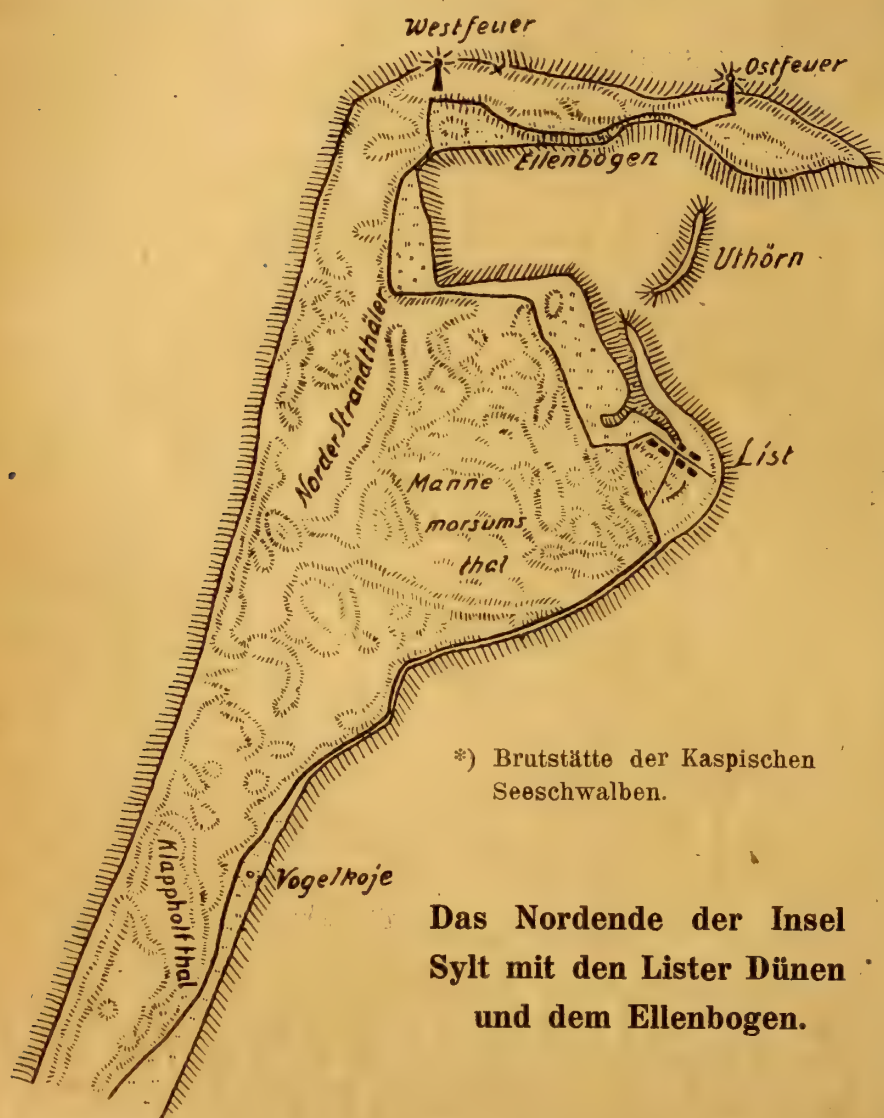 Westfeuer
Ostfeuer
Ellenbogen
Uthörn
Norder Strandthäler
List
Manne
morsums
thal
*) Brutstätte der Kaspischen
Seeschwalben.
Vogelkoje
Klappholtthal
Das Nordende der Insel
Sylt mit den Lister Dünen
und dem Ellenbogen.